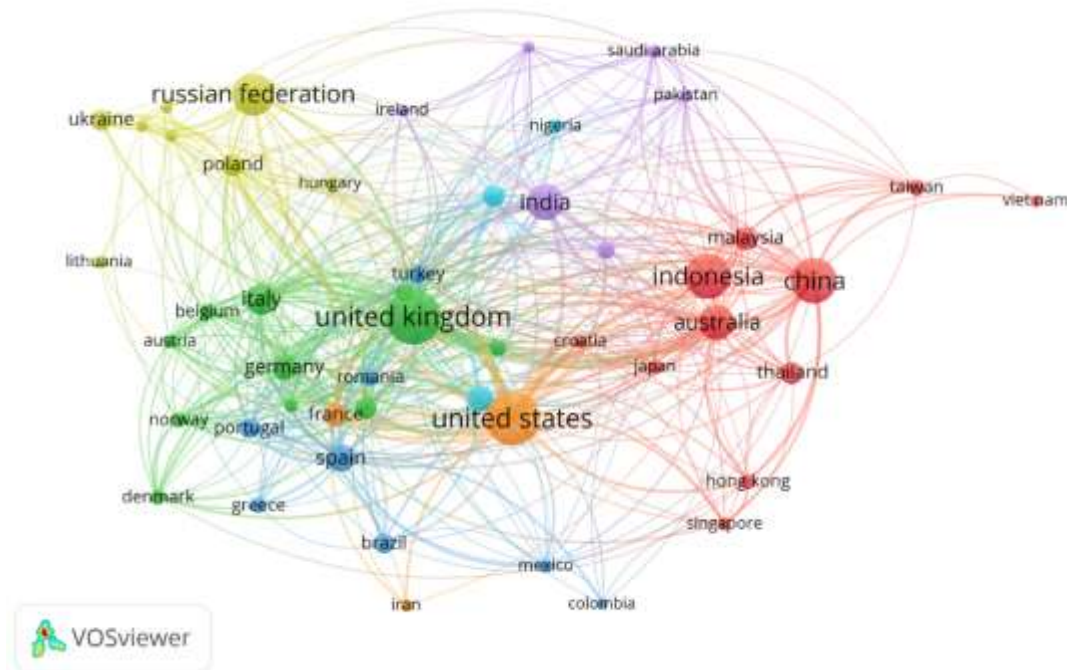 saudi arabia
russian federation
pakistan
ireland
ukraine
nigeria
poland
hungary
taiwan
india
viet nam
malaysia
lithuania
turkey
indonesia
china
italy
belgium
united kingdom
australia
austria
croatia
germany
japan
thailand
romania
france
norway
united states
portugal
spain
hong kong
denmark
greece
singapore
brazil
mexico
iran
colombia
VOSviewer